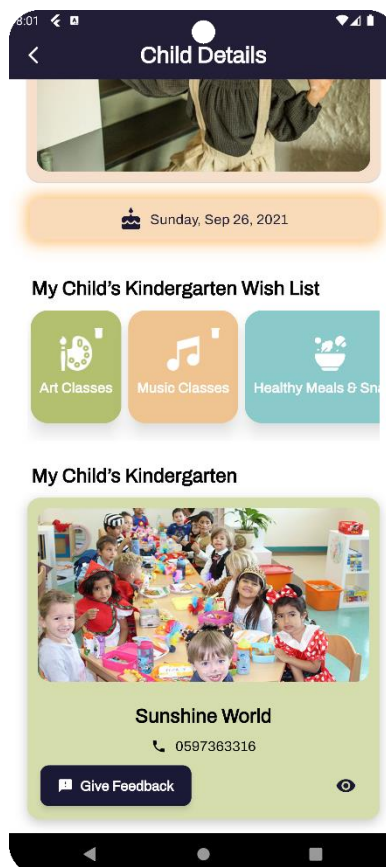 8:01
Child Details
Sunday, Sep 26, 2021
My Child's Kindergarten Wish List
Art Classes
Music Classes
Healthy Meals & Sna
My Child's Kindergarten
Sunshine World
0597363316
Give Feedback